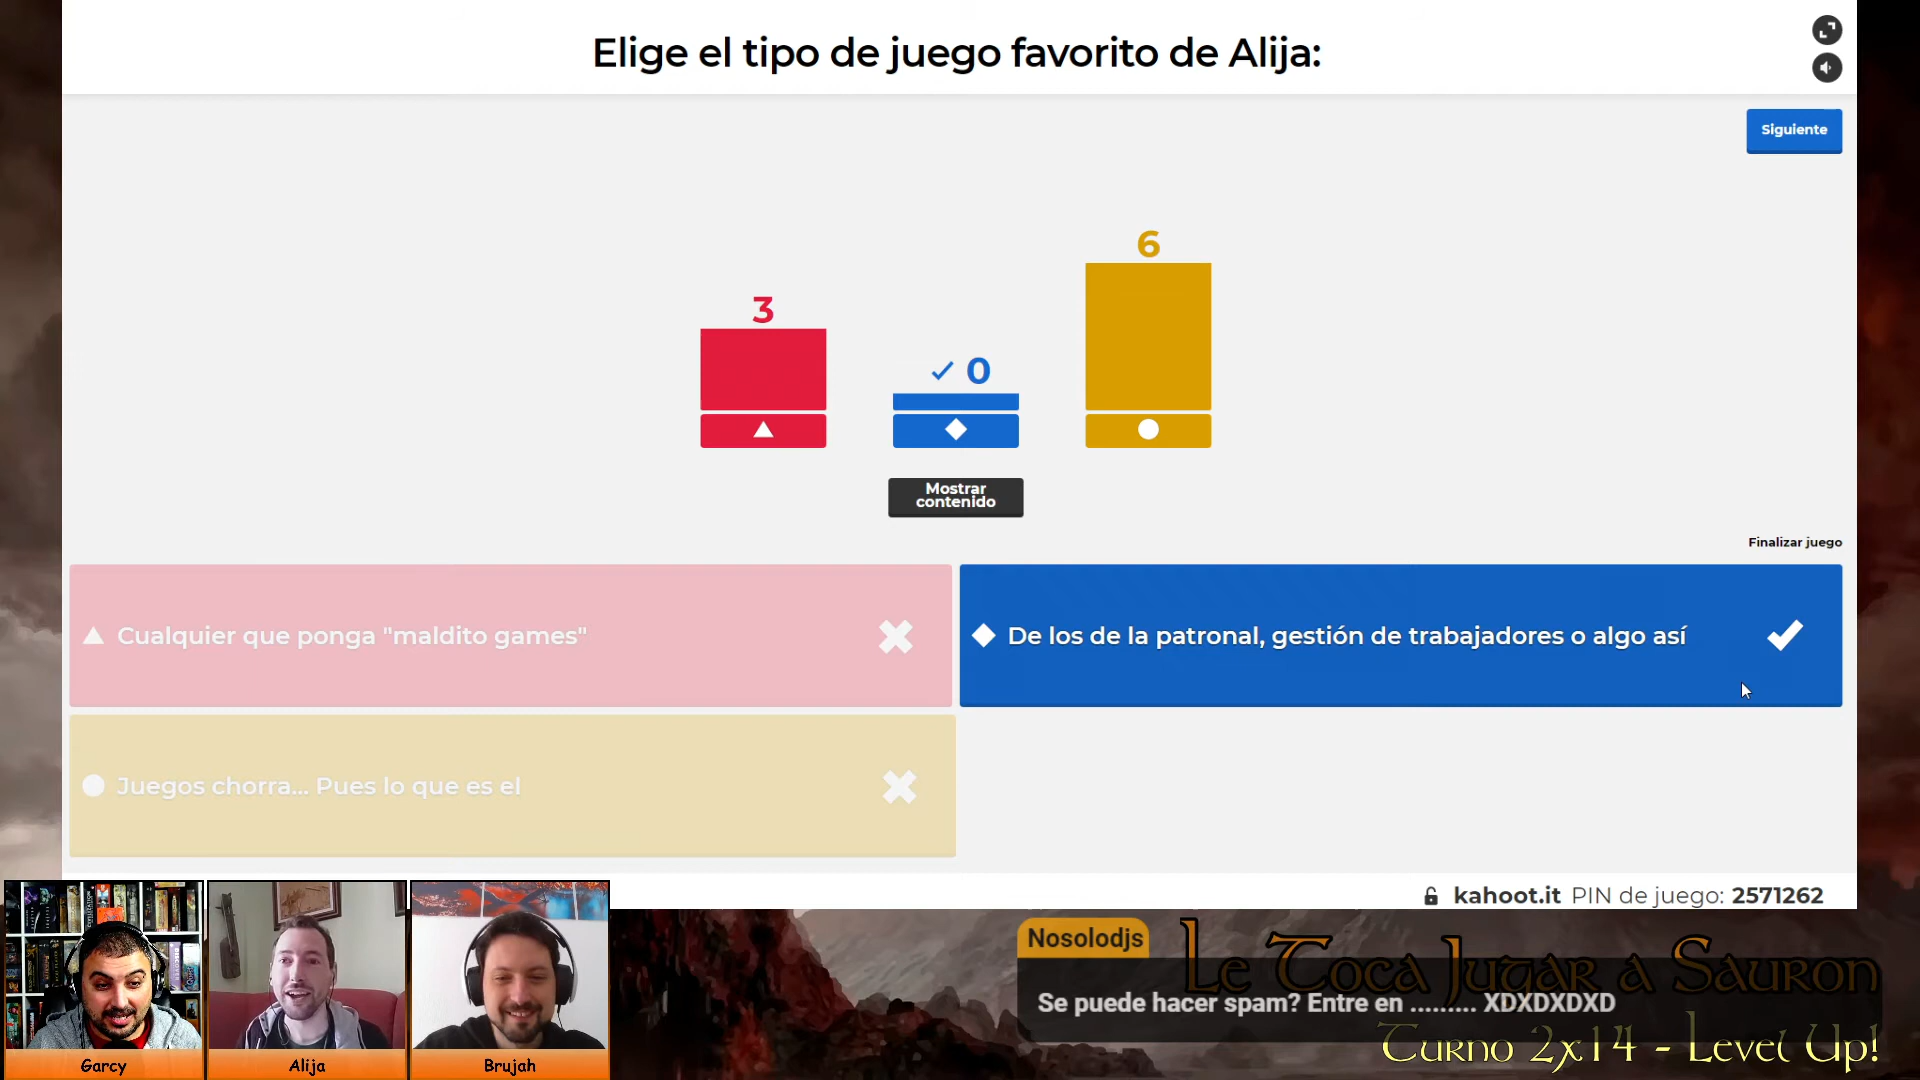 Elige el tipo de juego favorito de Alija:
Siguiente
3
0
6
Mostrar
contenido
Finalizar juego
Cualquier que ponga "maldito games"
De los de la patronal, gestión de trabajadores o algo así
Juegos chorra... Pues lo que es el
kahoot.it PIN de juego: 2571262
Nosolodjs
Le Toca Jugar a Sauron
Se puede hacer spam? Entre en ......... XDXDXDXD
Turno 2x14 - Level Up!
Garcy
Alija
Brujah